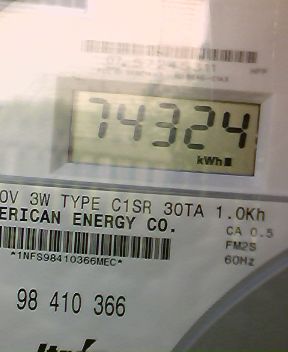 74324
kWh
0V 3W TYPE C1SR 30TA 1.0Kh
ERICAN ENERGY CO.
CA 0.5
FM2S
*1NFS98410366MEC*
60Hz
98 410 366